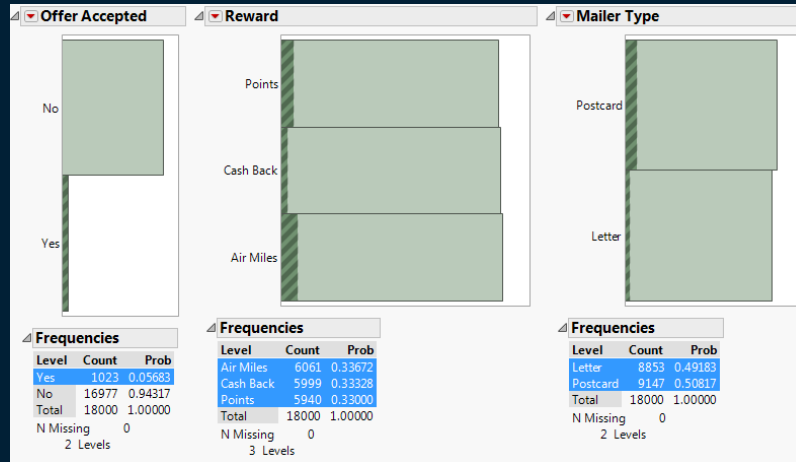 Offer Accepted
No
Yes
Frequencies
Level Count Prob
Yes 1023 0.05683
No 16977 0.94317
Total 18000 1.00000
N Missing 0
2 Levels
Reward
Points
Cash Back
Air Miles
Frequencies
Level Count Prob
Air Miles 6061 0.33672
Cash Back 5999 0.33328
Points 5940 0.33000
Total 18000 1.00000
N Missing 0
3 Levels
Mailer Type
Postcard
Letter
Frequencies
Level Count Prob
Letter 8853 0.49183
Postcard 9147 0.50817
Total 18000 1.00000
N Missing 0
2 Levels